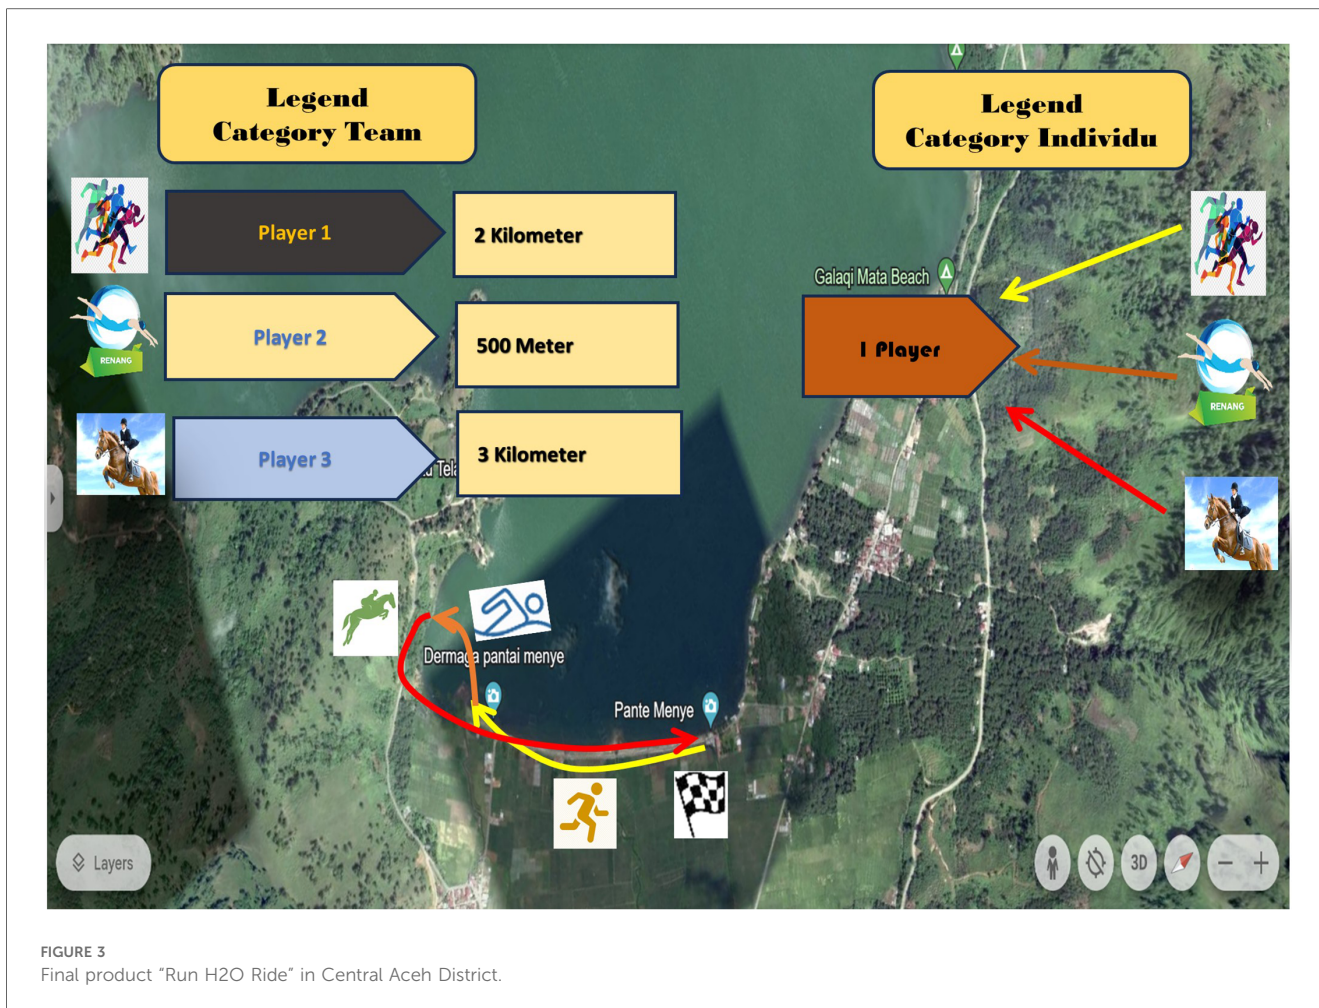 Legend
Category Team
Legend
Category Individu
Player 1
2 Kilometer
Galaqi Mata Beach
RENANG
Player 2
500 Meter
1 Player
RENANG
Player 3
3 Kilometer
Dermaga pantai menye
Pante Menye
Layers
3D
FIGURE 3
Final product “Run H2O Ride” in Central Aceh District.